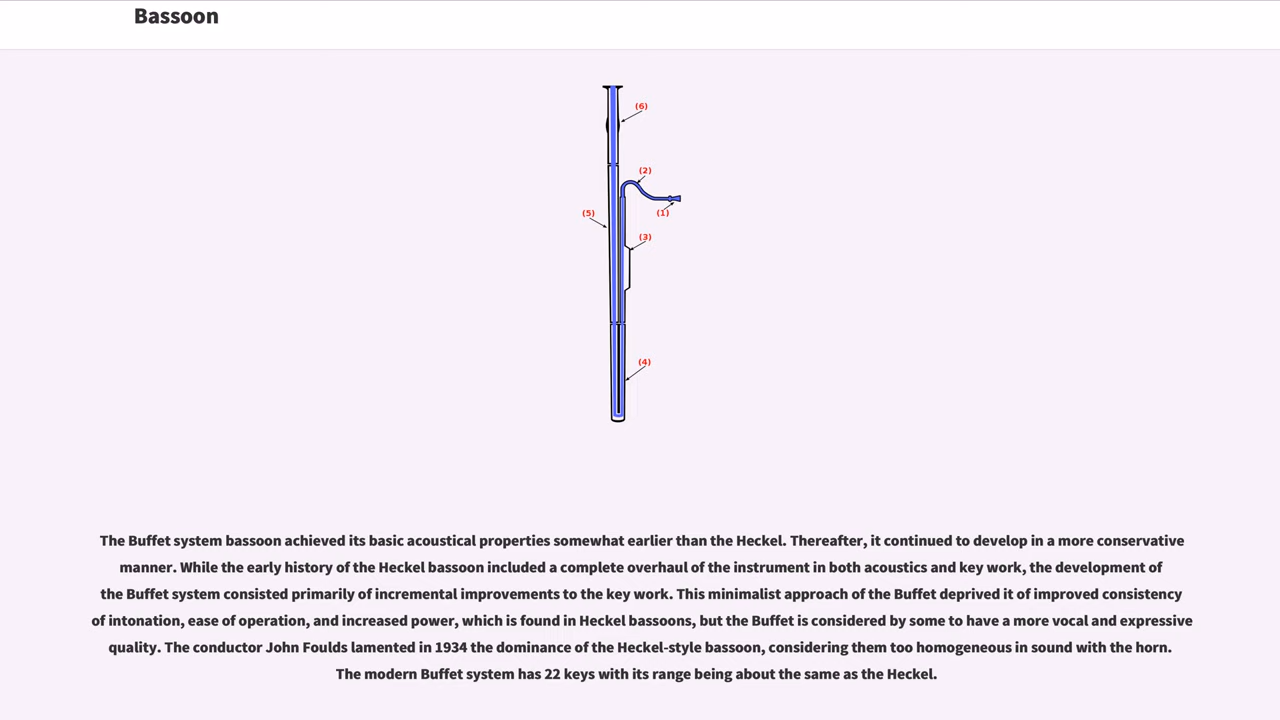 Bassoon
(6)
(2)
(5)
(1)
(3)
(4)
The Buffet system bassoon achieved its basic acoustical properties somewhat earlier than the Heckel. Thereafter, it continued to develop in a more conservative
manner. While the early history of the Heckel bassoon included a complete overhaul of the instrument in both acoustics and key work, the development of
the Buffet system consisted primarily of incremental improvements to the key work. This minimalist approach of the Buffet deprived it of improved consistency
of intonation, ease of operation, and increased power, which is found in Heckel bassoons, but the Buffet is considered by some to have a more vocal and expressive
quality. The conductor John Foulds lamented in 1934 the dominance of the Heckel-style bassoon, considering them too homogeneous in sound with the horn.
The modern Buffet system has 22 keys with its range being about the same as the Heckel.